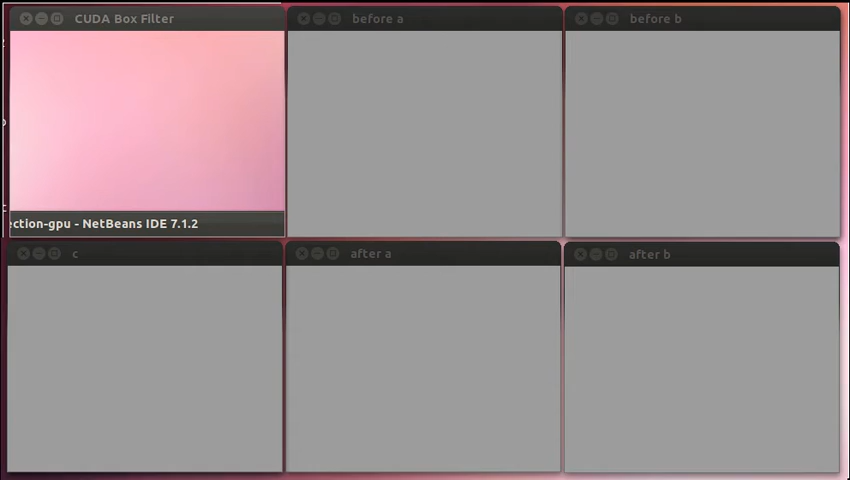 CUDA Box Filter
before a
before b
ection-gpu - NetBeans IDE 7.1.2
c
after a
after b